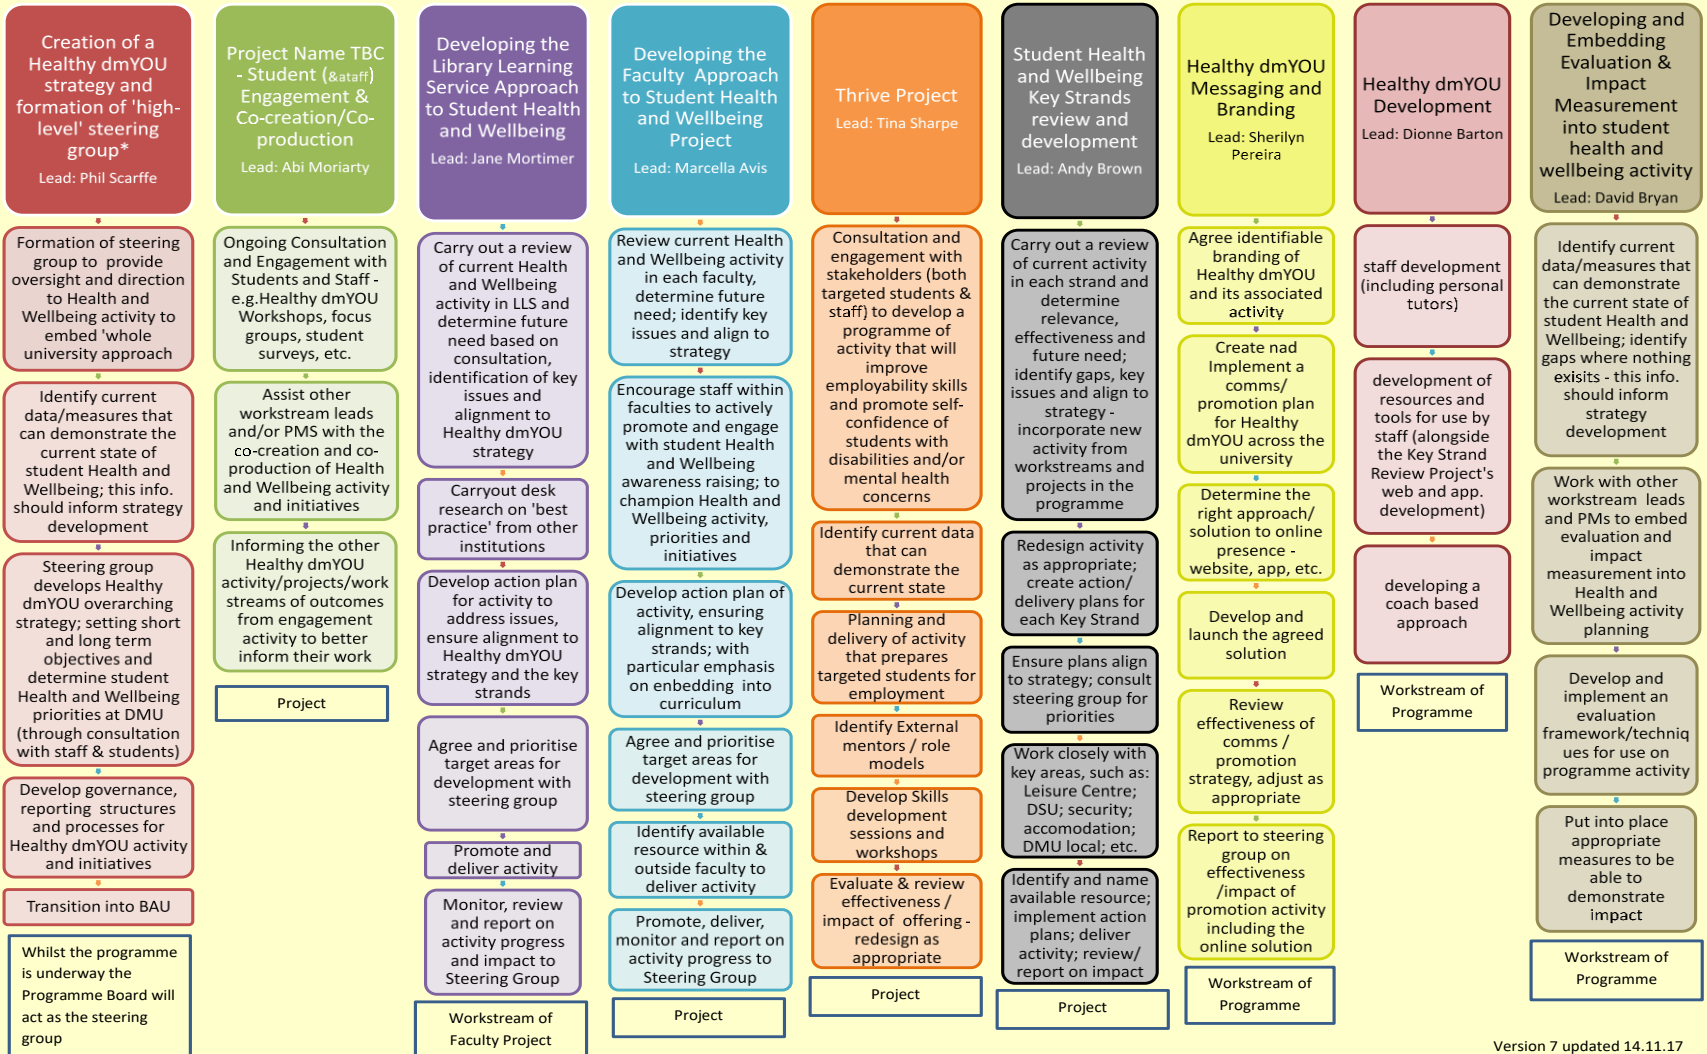 Creation of a
Healthy dmYOU
strategy and
formation of 'high-
level' steering
group*
Lead: Phil Scarffe
Formation of steering
group to provide
oversight and direction
to Health and
Wellbeing activity to
embed 'whole
university approach
Identify current
data/measures that
can demonstrate the
current state of
student Health and
Wellbeing; this info.
should inform strategy
development
Steering group
develops Healthy
dmYOU overarching
strategy; setting short
and long term
objectives and
determine student
Health and Wellbeing
priorities at DMU
(through consultation
with staff & students)
Develop governance,
reporting structures
and processes for
Healthy dmYOU activity
and initiatives
Transition into BAU
Whilst the programme
is underway the
Programme Board will
act as the steering
group
Project Name TBC
- Student (&ataff)
Engagement &
Co-creation/Co-
production
Lead: Abi Moriarty
Ongoing Consultation
and Engagement with
Students and Staff -
e.g.Healthy dmYOU
Workshops, focus
groups, student
surveys, etc.
Assist other
workstream leads
and/or PMS with the
co-creation and co-
production of Health
and Wellbeing activity
and initiatives
Informing the other
Healthy dmYOU
activity/projects/work
streams of outcomes
from engagement
activity to better
inform their work
Project
Developing the
Library Learning
Service Approach
to Student Health
and Wellbeing
Lead: Jane Mortimer
Carry out a review
of current Health
and Wellbeing
activity in LLS and
determine future
need based on
consultation,
identification of key
issues and
alignment to
Healthy dmYOU
strategy
Carryout desk
research on 'best
practice' from other
institutions
Develop action plan
for activity to
address issues,
ensure alignment to
Healthy dmYOU
strategy and the key
strands
Agree and prioritise
target areas for
development with
steering group
Promote and
deliver activity
Monitor, review
and report on
activity progress
and impact to
Steering Group
Workstream of
Faculty Project
Developing the
Faculty Approach
to Student Health
and Wellbeing
Project
Lead: Marcella Avis
Review current Health
and Wellbeing activity
in each faculty,
determine future
need; identify key
issues and align to
strategy
Encourage staff within
faculties to actively
promote and engage
with student Health
and Wellbeing
awareness raising; to
champion Health and
Wellbeing activity,
priorities and
initiatives
Develop action plan of
activity, ensuring
alignment to key
strands; with
particular emphasis
on enbedding into
curriculum
Agree and prioritise
target areas for
development with
steering group
Identify available
resource within &
outside faculty to
deliver activity
Promote, deliver,
monitor and report on
activity progress to
Steering Group
Project
Thrive Project
Lead: Tina Sharpe
Consultation and
engagement with
stakeholders (both
targeted students &
staff) to develop a
programme of
activity that will
improve
employability skills
and promote self-
confidence of
students with
disabilities and/or
mental health
concerns
Identify current data
that can
demonstrate the
current state
Planning and
delivery of activity
that prepares
targeted students for
employment
Identify External
mentors / role
models
Develop Skills
development
sessions and
workshops
Evaluate & review
effectiveness /
impact of offering -
redesign as
appropriate
Project
Student Health
and Wellbeing
Key Strands
review and
development
Lead: Andy Brown
Carry out a review
of current activity
in each strand and
determine
relevance,
effectiveness and
future need;
identify gaps, key
issues and align to
strategy -
incorporate new
activity from
workstreams and
projects in the
programme
Redesign activity
as appropriate;
create action/
delivery plans for
each Key Strand
Ensure plans align
to strategy; consult
steering group for
priorities
Work closely with
key areas, such as:
Leisure Centre;
DSU; security;
accomodation;
DMU local; etc.
Identify and name
available resource;
implement action
plans; deliver
activity; review/
report on impact
Project
Healthy dmYOU
Messaging and
Branding
Lead: Sherilyn
Pereira
Agree identifiable
branding of
Healthy dmYOU
and its associated
activity
Create nad
Implement a
comms/
promotion plan
for Healthy
dmYOU across the
university
Determine the
right approach/
solution to online
presence -
website, app, etc.
Develop and
launch the agreed
solution
Review
effectiveness of
comms /
promotion
strategy, adjust as
appropriate
Report to steering
group on
effectiveness
/impact of
promotion activity
including the
online solution
Workstream of
Programme
Healthy dmYOU
Development
Lead: Dionne Barton
staff development
(including personal
tutors)
development of
resources and
tools for use by
staff (alongside
the Key Strand
Review Project's
web and app.
development)
developing a
coach based
approach
Workstream of
Programme
Developing and
Embedding
Evaluation &
Impact
Measurement
into student
health and
wellbeing activity
Lead: David Bryan
Identify current
data/measures that
can demonstrate
the current state of
student Health and
Wellbeing; identify
gaps where nothing
exisits - this info.
should inform
strategy
development
Work with other
workstream leads
and PMs to embed
evaluation and
impact
measurement into
Health and
Wellbeing activity
planning
Develop and
implement an
evaluation
framework/techniq
ues for use on
programme activity
Put into place
appropriate
measures to be
able to
demonstrate
impact
Workstream of
Programme
Version 7 updated 14.11.17